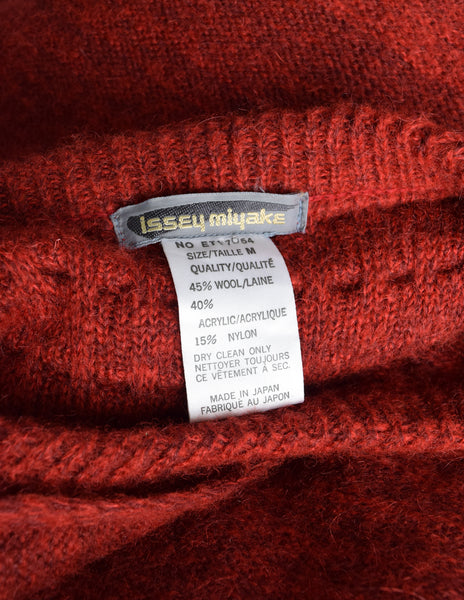 issey miyake
NO ET17054
SIZE/TAILLE M
QUALITY/QUALITÉ
45% WOOL/LAINE
40%
ACRYLIC/ACRYLIQUE
15% NYLON
DRY CLEAN ONLY
NETTOYER TOUJOURS
CE VÊTEMENT À SEC.
MADE IN JAPAN
FABRIQUÉ AU JAPON